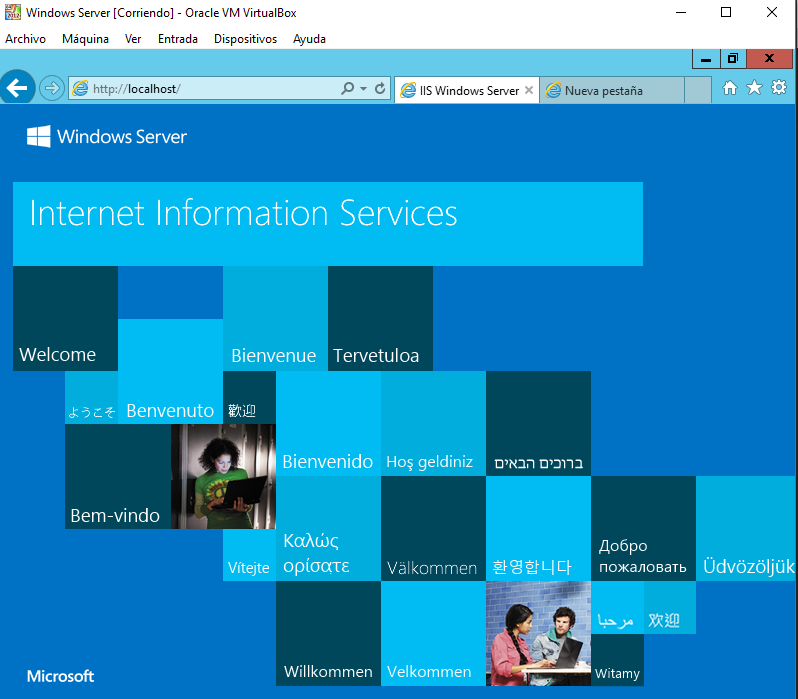 Windows Server [Corriendo] - Oracle VM VirtualBox
Archivo Máquina Ver Entrada Dispositivos Ayuda
http://localhost/
IIS Windows Server
Nueva pestaña
Windows Server
Internet Information Services
Welcome
Bienvenue
Tervetuloa
ようこそ
Benvenuto
歡迎
Bienvenido
Hoş geldiniz
ברוכים הבאים
Bem-vindo
Vítejte
Καλώς
ορίσατε
Välkommen
환영합니다
Добро
пожаловать
Üdvözöljük
مرحبا
欢迎
Willkommen
Velkommen
Witamy
Microsoft